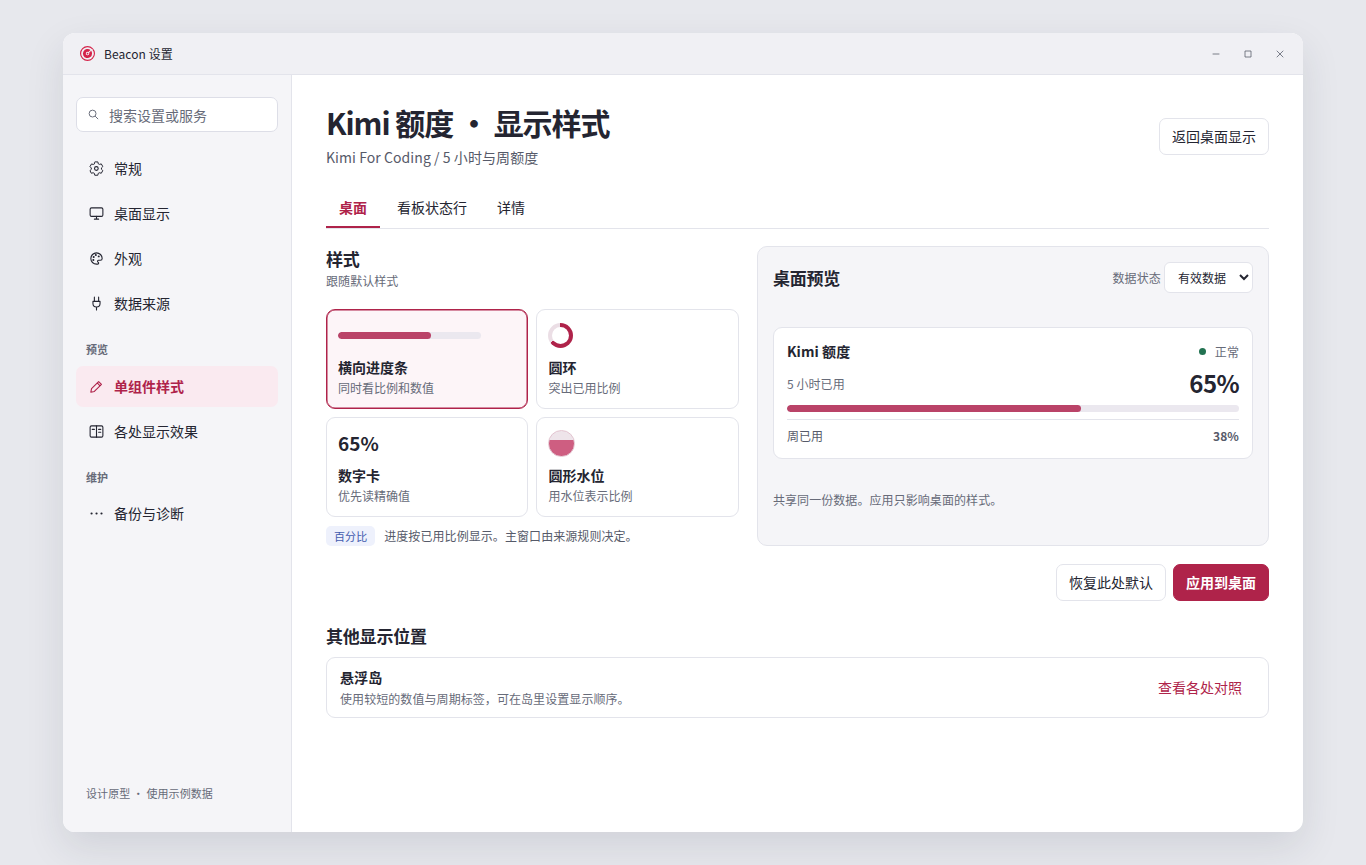 Beacon 设置
搜索设置或服务
常规
桌面显示
外观
数据来源
预览
单组件样式
各处显示效果
维护
备份与诊断
设计原型 · 使用示例数据
Kimi 额度 · 显示样式
Kimi For Coding / 5 小时与周额度
返回桌面显示
桌面 看板状态行 详情
样式
跟随默认样式
横向进度条
同时看比例和数值
圆环
突出已用比例
65%
数字卡
优先读精确值
圆形水位
用水位表示比例
百分比 进度按已用比例显示。主窗口由来源规则决定。
桌面预览
数据状态 有效数据
Kimi 额度 正常
5 小时已用 65%
周已用 38%
共享同一份数据。应用只影响桌面的样式。
恢复此处默认 应用到桌面
其他显示位置
悬浮岛
使用较短的数值与周期标签，可在岛里设置显示顺序。
查看各处对照